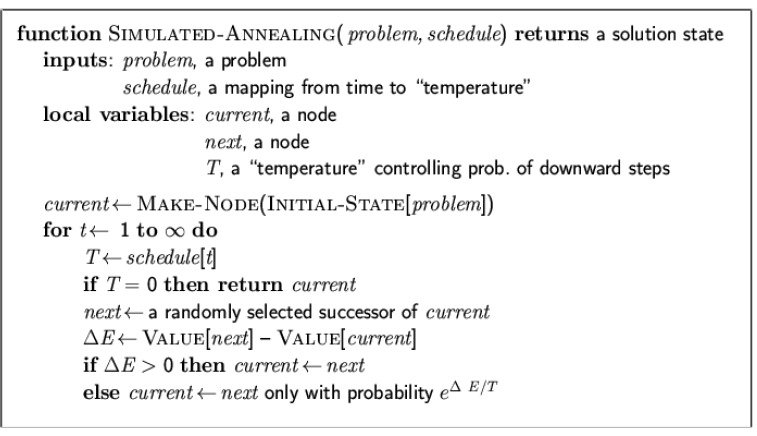 function SIMULATED-ANNEALING( problem, schedule) returns a solution state
inputs: problem, a problem
schedule, a mapping from time to “temperature”
local variables: current, a node
next, a node
T, a “temperature” controlling prob. of downward steps
current ← MAKE-NODE(INITIAL-STATE[problem])
for t ← 1 to ∞ do
T ← schedule[t]
if T = 0 then return current
next ← a randomly selected successor of current
ΔE ← VALUE[next] – VALUE[current]
if ΔE > 0 then current ← next
else current ← next only with probability e^Δ E/T